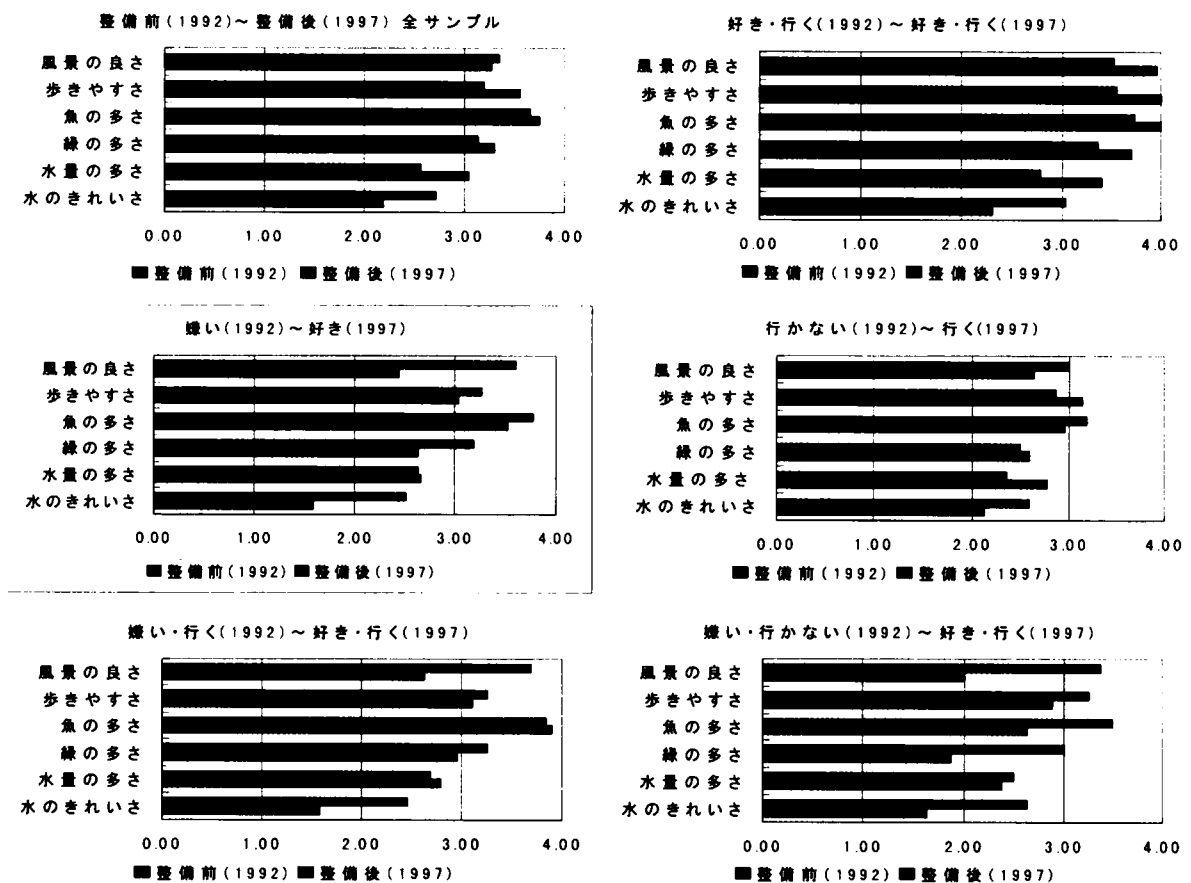 整備前(1992)～整備後(1997) 全サンプル
風景の良さ
歩きやすさ
魚の多さ
緑の多さ
水量の多さ
水のきれいさ
0.00 1.00 2.00 3.00 4.00
■整備前(1992) ■整備後(1997)
好き・行く(1992)～好き・行く(1997)
風景の良さ
歩きやすさ
魚の多さ
緑の多さ
水量の多さ
水のきれいさ
0.00 1.00 2.00 3.00 4.00
■整備前(1992) ■整備後(1997)
嫌い(1992)～好き(1997)
風景の良さ
歩きやすさ
魚の多さ
緑の多さ
水量の多さ
水のきれいさ
0.00 1.00 2.00 3.00 4.00
■整備前(1992) ■整備後(1997)
行かない(1992)～行く(1997)
風景の良さ
歩きやすさ
魚の多さ
緑の多さ
水量の多さ
水のきれいさ
0.00 1.00 2.00 3.00 4.00
■整備前(1992) ■整備後(1997)
嫌い・行く(1992)～好き・行く(1997)
風景の良さ
歩きやすさ
魚の多さ
緑の多さ
水量の多さ
水のきれいさ
0.00 1.00 2.00 3.00 4.00
■整備前(1992) ■整備後(1997)
嫌い・行かない(1992)～好き・行く(1997)
風景の良さ
歩きやすさ
魚の多さ
緑の多さ
水量の多さ
水のきれいさ
0.00 1.00 2.00 3.00 4.00
■整備前(1992) ■整備後(1997)